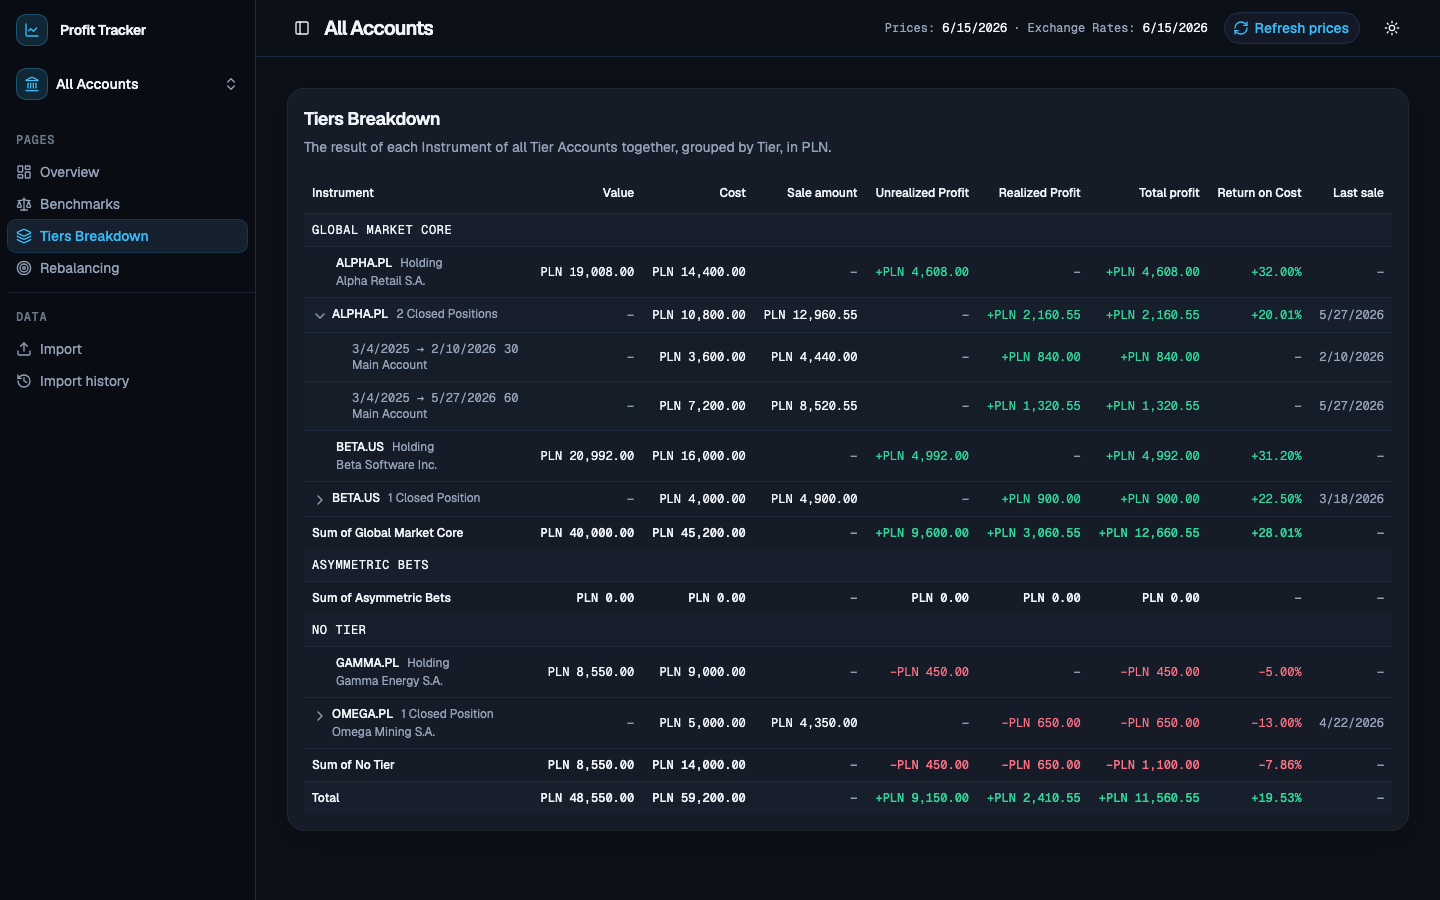 Profit Tracker
All Accounts
PAGES
Overview
Benchmarks
Tiers Breakdown
Rebalancing
DATA
Import
Import history
All Accounts
Prices: 6/15/2026 · Exchange Rates: 6/15/2026
Refresh prices
Tiers Breakdown
The result of each Instrument of all Tier Accounts together, grouped by Tier, in PLN.
Instrument Value Cost Sale amount Unrealized Profit Realized Profit Total profit Return on Cost Last sale
GLOBAL MARKET CORE
ALPHA.PL Holding
Alpha Retail S.A.
PLN 19,008.00 PLN 14,400.00 – +PLN 4,608.00 – +PLN 4,608.00 +32.00% –
ALPHA.PL 2 Closed Positions – PLN 10,800.00 PLN 12,960.55 – +PLN 2,160.55 +PLN 2,160.55 +20.01% 5/27/2026
3/4/2025 → 2/10/2026 30
Main Account
– PLN 3,600.00 PLN 4,440.00 – +PLN 840.00 +PLN 840.00 – 2/10/2026
3/4/2025 → 5/27/2026 60
Main Account
– PLN 7,200.00 PLN 8,520.55 – +PLN 1,320.55 +PLN 1,320.55 – 5/27/2026
BETA.US Holding
Beta Software Inc.
PLN 20,992.00 PLN 16,000.00 – +PLN 4,992.00 – +PLN 4,992.00 +31.20% –
BETA.US 1 Closed Position – PLN 4,000.00 PLN 4,900.00 – +PLN 900.00 +PLN 900.00 +22.50% 3/18/2026
Sum of Global Market Core PLN 40,000.00 PLN 45,200.00 – +PLN 9,600.00 +PLN 3,060.55 +PLN 12,660.55 +28.01% –
ASYMMETRIC BETS
Sum of Asymmetric Bets PLN 0.00 PLN 0.00 – PLN 0.00 PLN 0.00 PLN 0.00 – –
NO TIER
GAMMA.PL Holding
Gamma Energy S.A.
PLN 8,550.00 PLN 9,000.00 – −PLN 450.00 – −PLN 450.00 −5.00% –
OMEGA.PL 1 Closed Position
Omega Mining S.A.
– PLN 5,000.00 PLN 4,350.00 – −PLN 650.00 −PLN 650.00 −13.00% 4/22/2026
Sum of No Tier PLN 8,550.00 PLN 14,000.00 – −PLN 450.00 −PLN 650.00 −PLN 1,100.00 −7.86% –
Total PLN 48,550.00 PLN 59,200.00 – +PLN 9,150.00 +PLN 2,410.55 +PLN 11,560.55 +19.53% –